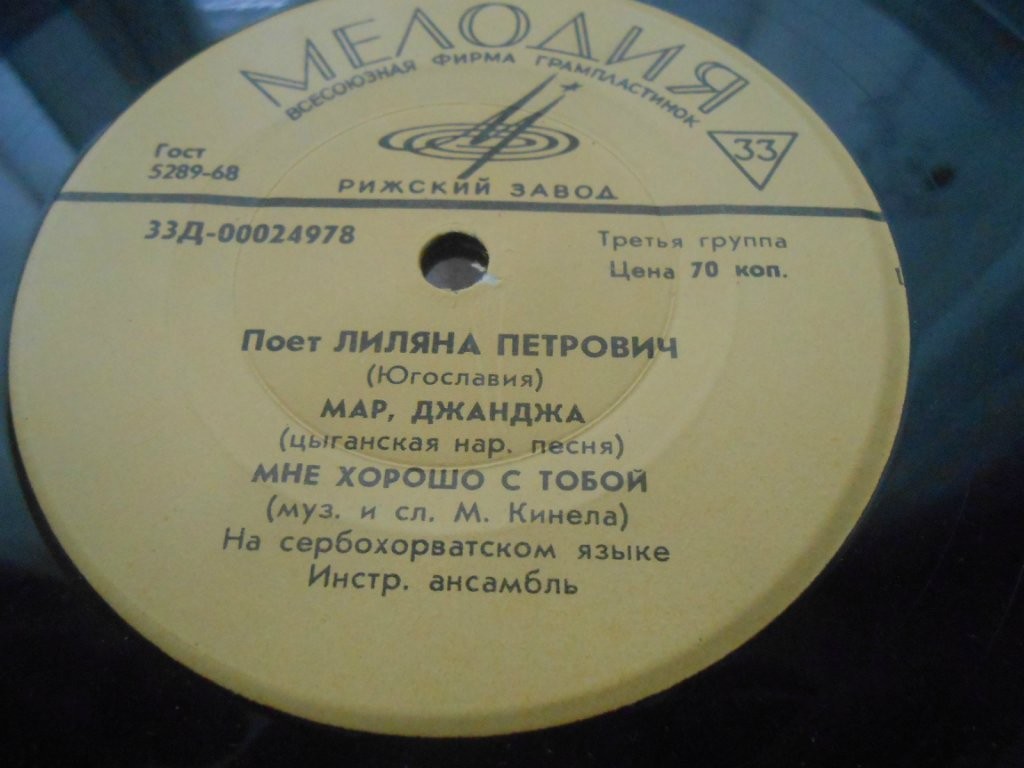 МЕЛОДИЯ
ВСЕСОЮЗНАЯ ФИРМА ГРАМПЛАСТИНОК
33
Гост
5289-68
РИЖСКИЙ ЗАВОД
33Д-00024978
Третья группа
Цена 70 коп.
Поет ЛИЛЯНА ПЕТРОВИЧ
(Югославия)
МАР, ДЖАНДЖА
(цыганская нар. песня)
МНЕ ХОРОШО С ТОБОЙ
(муз. и сл. М. Кинела)
На сербохорватском языке
Инстр. ансамбль